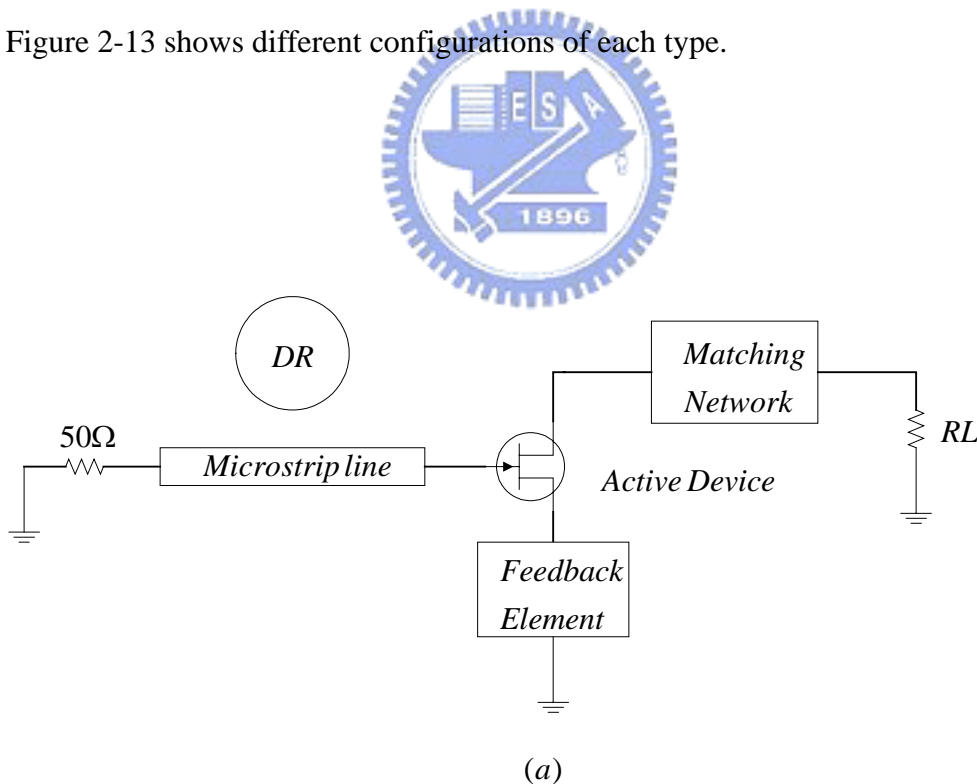 Figure 2-13 shows different configurations of each type.
E S A
1896
DR
Matching
Network
RL
50Ω
Microstrip line
Active Device
Feedback
Element
(a)